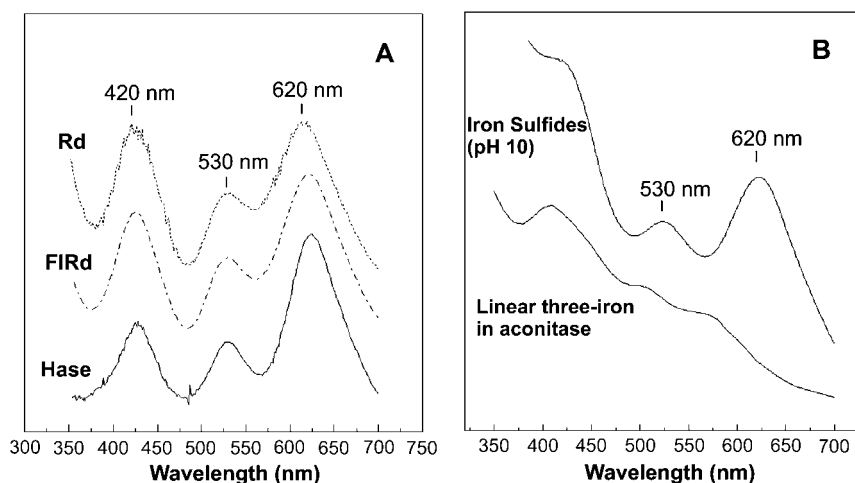 A
420 nm
620 nm
Rd
530 nm
FlRd
Hase
300 350 400 450 500 550 600 650 700 750
Wavelength (nm)
B
Iron Sulfides
(pH 10)
620 nm
530 nm
Linear three-iron
in aconitase
350 400 450 500 550 600 650 700
Wavelength (nm)